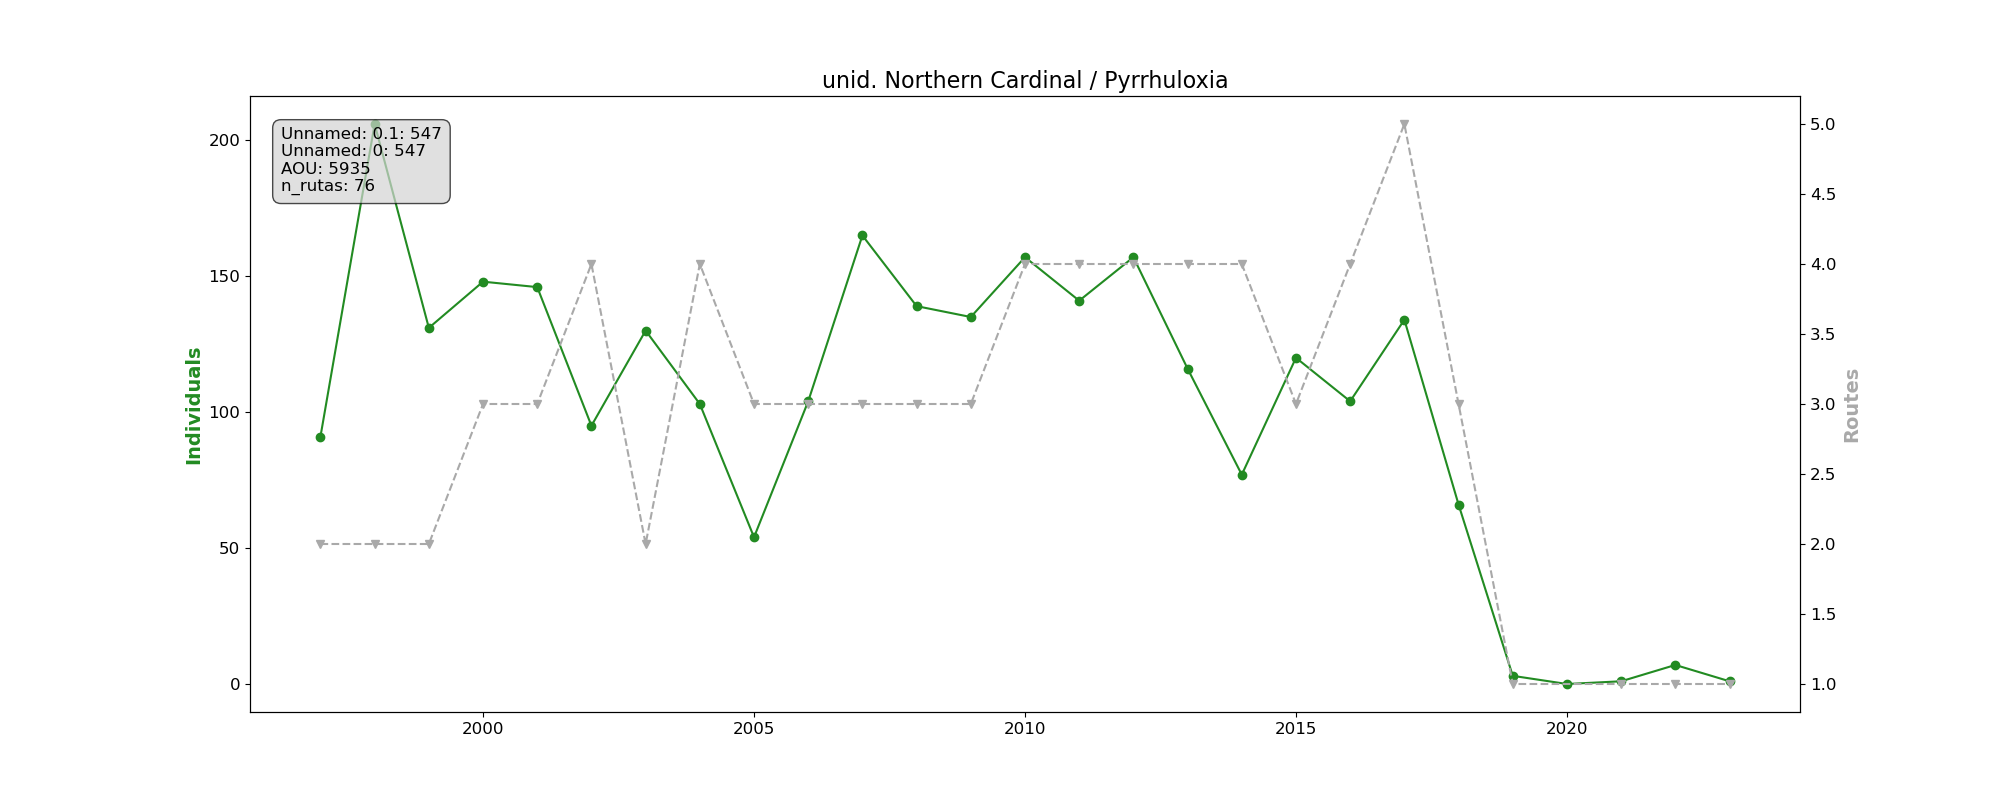 unid. Northern Cardinal / Pyrrhuloxia
Unnamed: 0.1: 547
Unnamed: 0: 547
AOU: 5935
n_rutas: 76
Individuals
200
150
100
50
0
5.0
4.5
4.0
3.5
3.0
2.5
2.0
1.5
1.0
Routes
2000
2005
2010
2015
2020